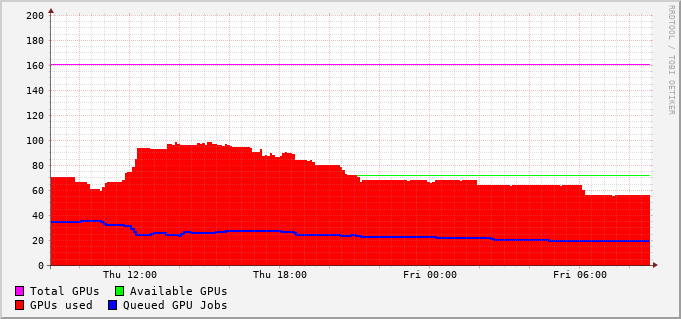 200
180
160
140
120
100
80
60
40
20
0
Thu 12:00 Thu 18:00 Fri 00:00 Fri 06:00
Total GPUs Available GPUs
GPUs used Queued GPU Jobs
RRDTOOL / TOBI OETIKER